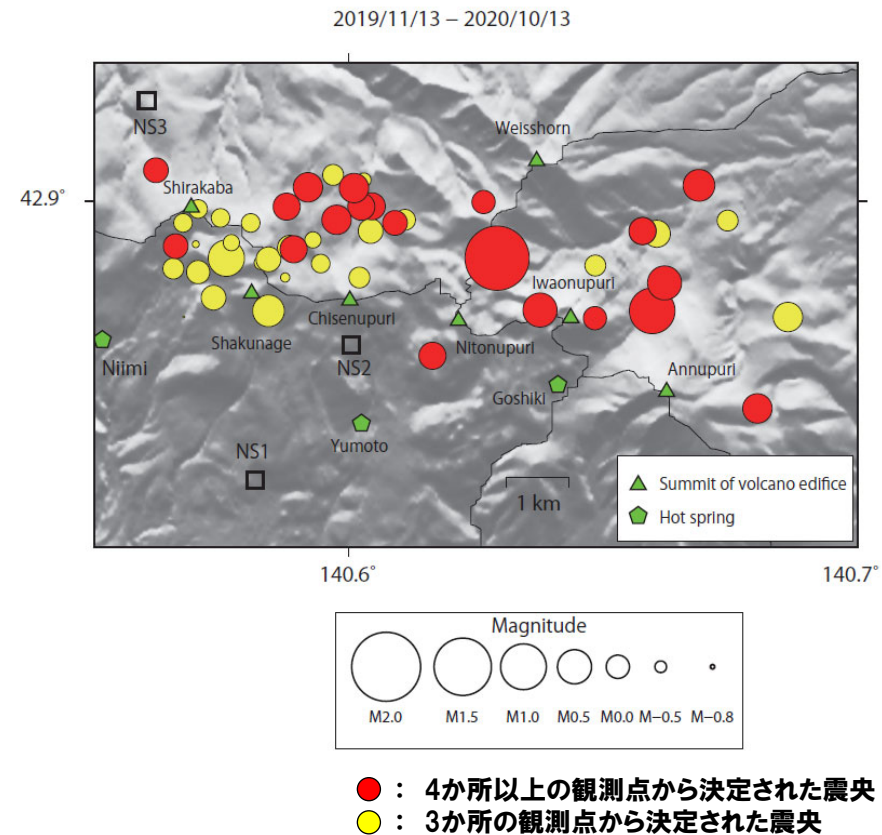 2019/11/13 – 2020/10/13
NS3
Weisshorn
Shirakaba
42.9°
Iwaonupuri
Chisenupuri
Shakunage
Nitonupuri
Niimi
NS2
Annupuri
Goshiki
Yumoto
NS1
1 km
Summit of volcano edifice
Hot spring
140.6° 140.7°
Magnitude
M2.0 M1.5 M1.0 M0.5 M0.0 M−0.5 M−0.8
： 4か所以上の観測点から決定された震央
： 3か所の観測点から決定された震央